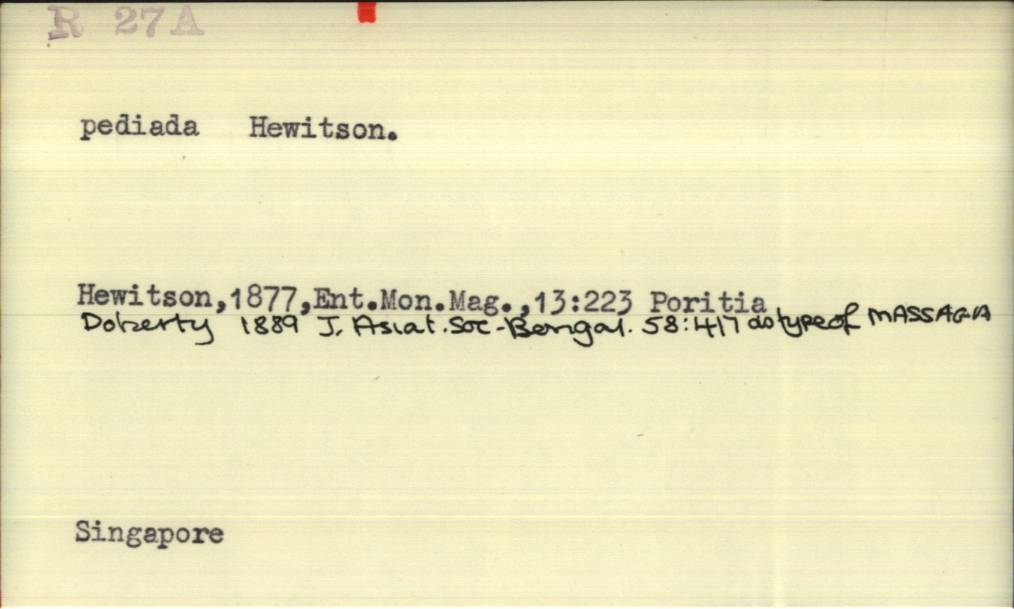 R 27A
pediada Hewitson.
Hewitson,1877,Ent.Mon.Mag.,13:223 Poritia
Doherty 1889 J. Asiat. Soc-Bengal. 58:417 as type of MASSAGA
Singapore